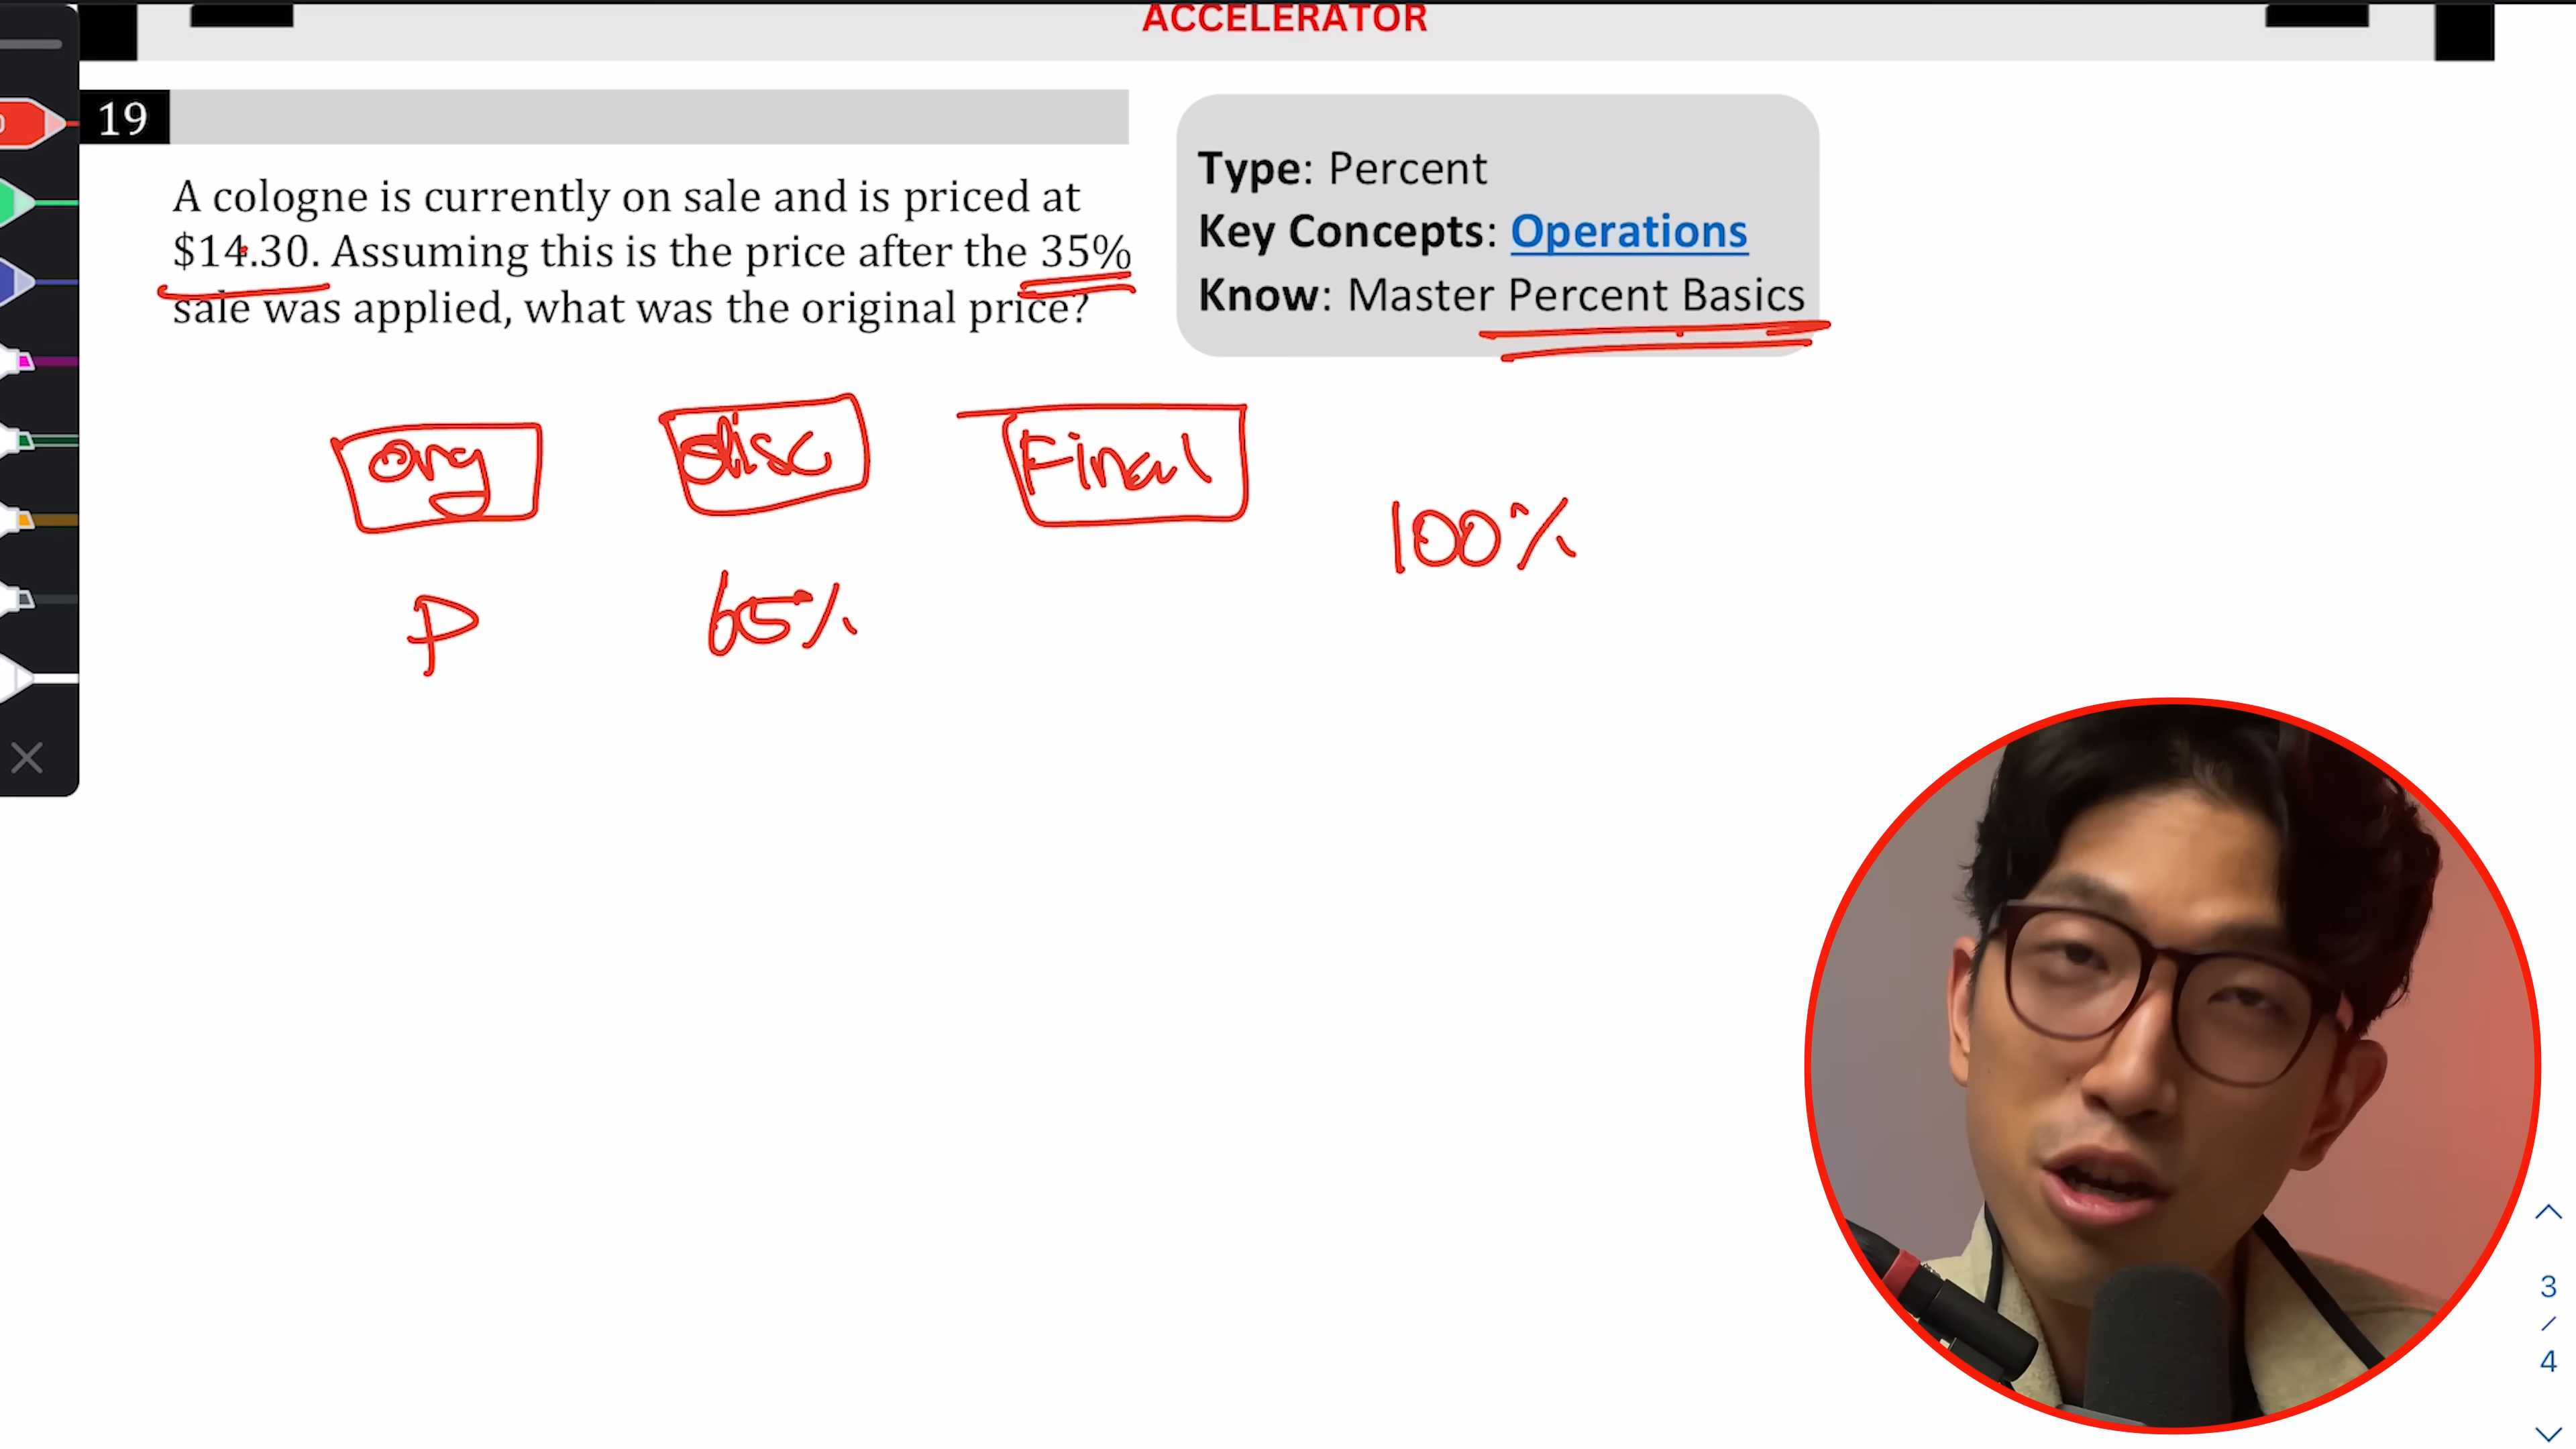 ACCELERATOR
19
A cologne is currently on sale and is priced at
$14.30. Assuming this is the price after the 35%
sale was applied, what was the original price?
Type: Percent
Key Concepts: Operations
Know: Master Percent Basics
Org
disc
Final
100%
P
65%
3
/
4